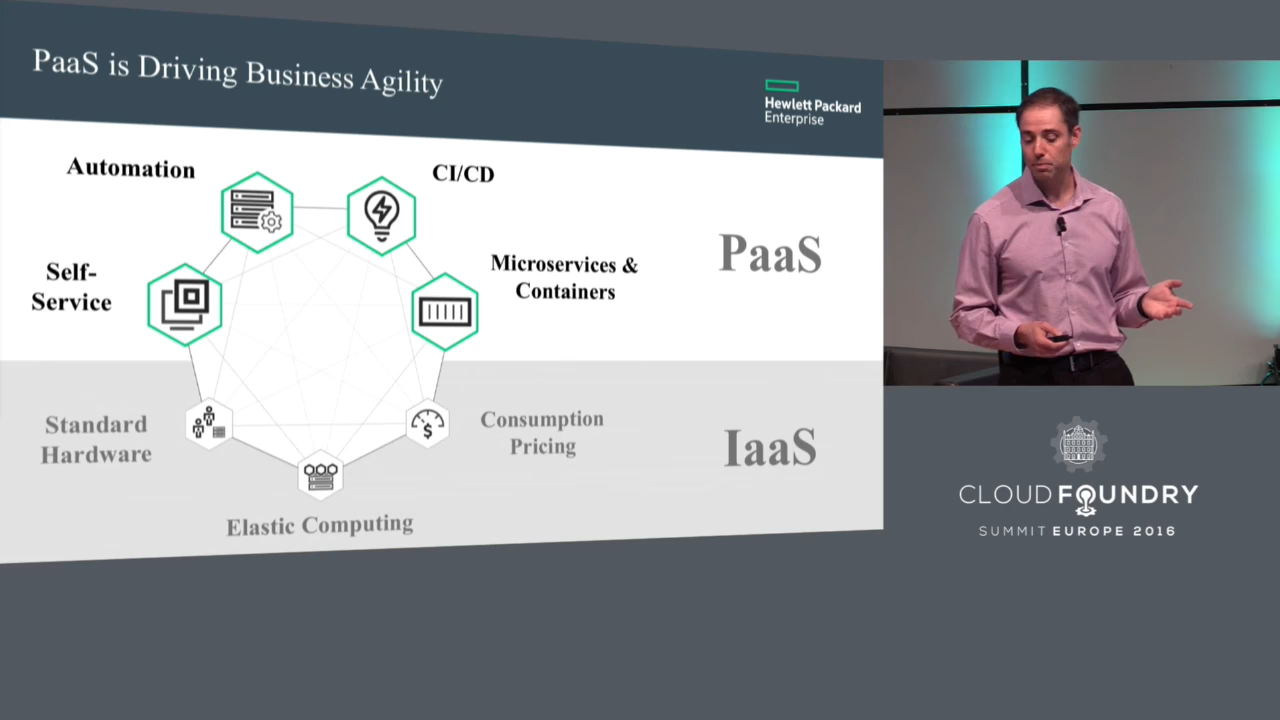 PaaS is Driving Business Agility
Hewlett Packard
Enterprise
Automation
CI/CD
Self-
Service
Microservices &
Containers
PaaS
Standard
Hardware
$
Consumption
Pricing
IaaS
Elastic Computing
CLOUD FOUNDRY
SUMMIT EUROPE 2016